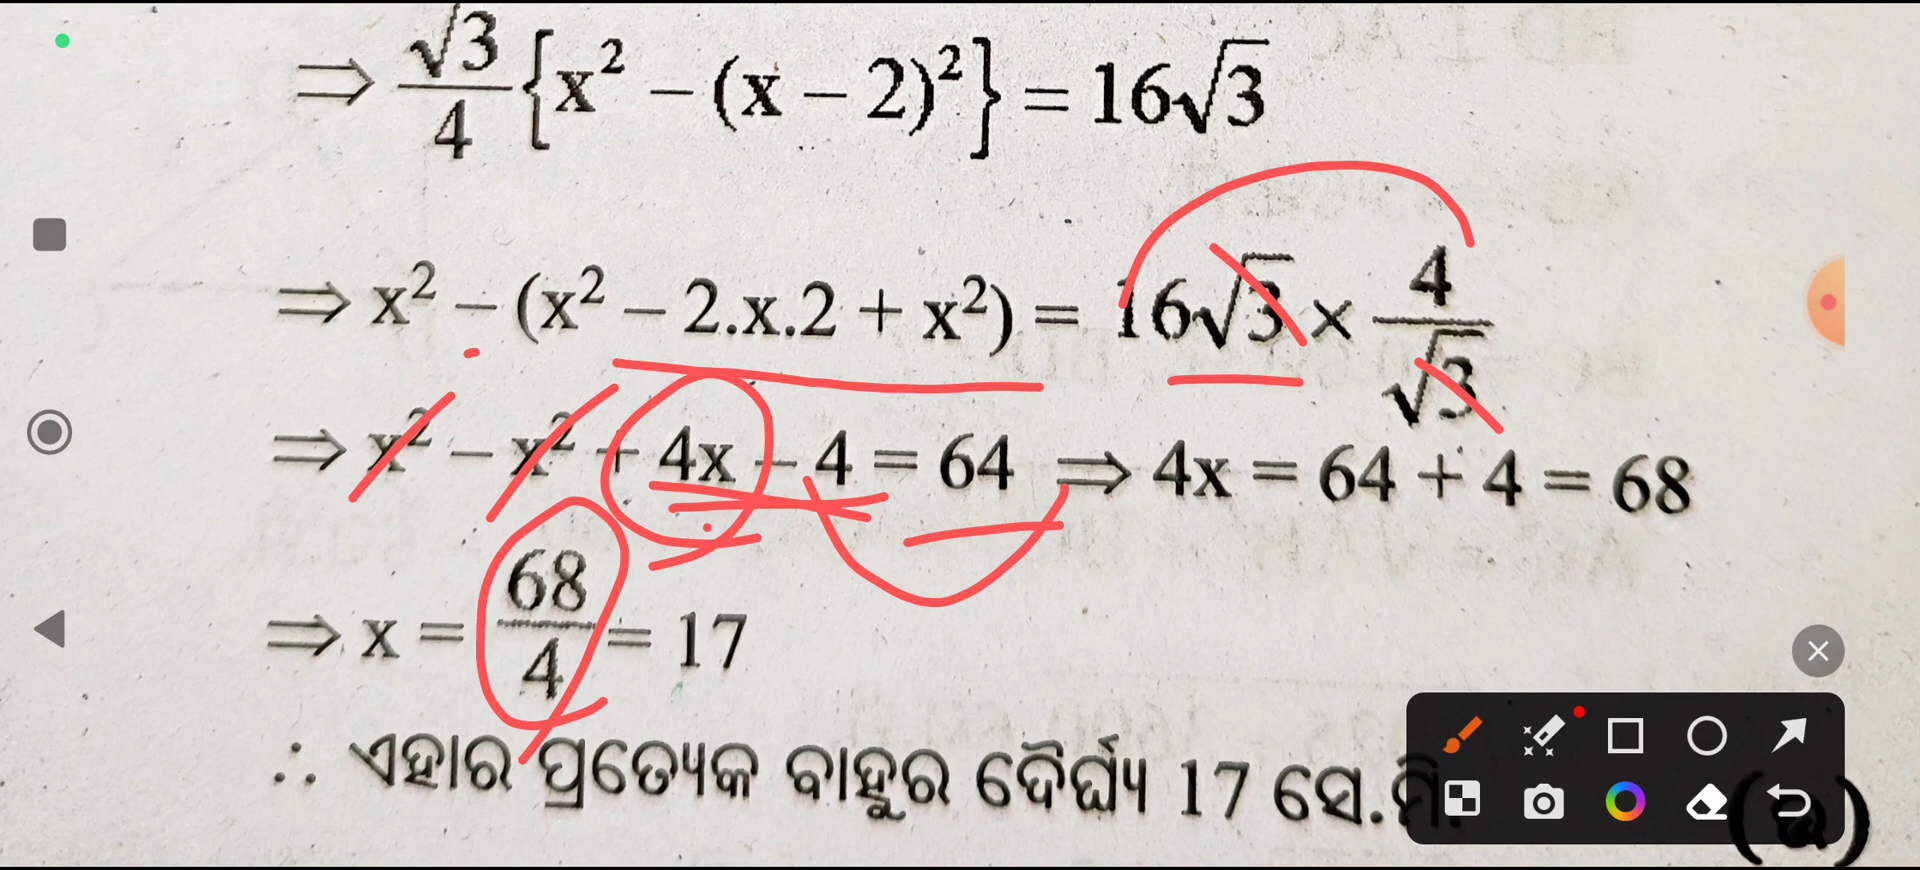 ⇒ √3/4 {x² − (x − 2)²} = 16√3
⇒ x² − (x² − 2.x.2 + x²) = 16√3 × 4/√3
⇒ x² − x² + 4x − 4 = 64 ⇒ 4x = 64 + 4 = 68
⇒ x = 68/4 = 17
∴ ଏହାର ପ୍ରତ୍ୟେକ ବାହୁର ଦୈର୍ଘ୍ୟ 17 ସେ.ମି.